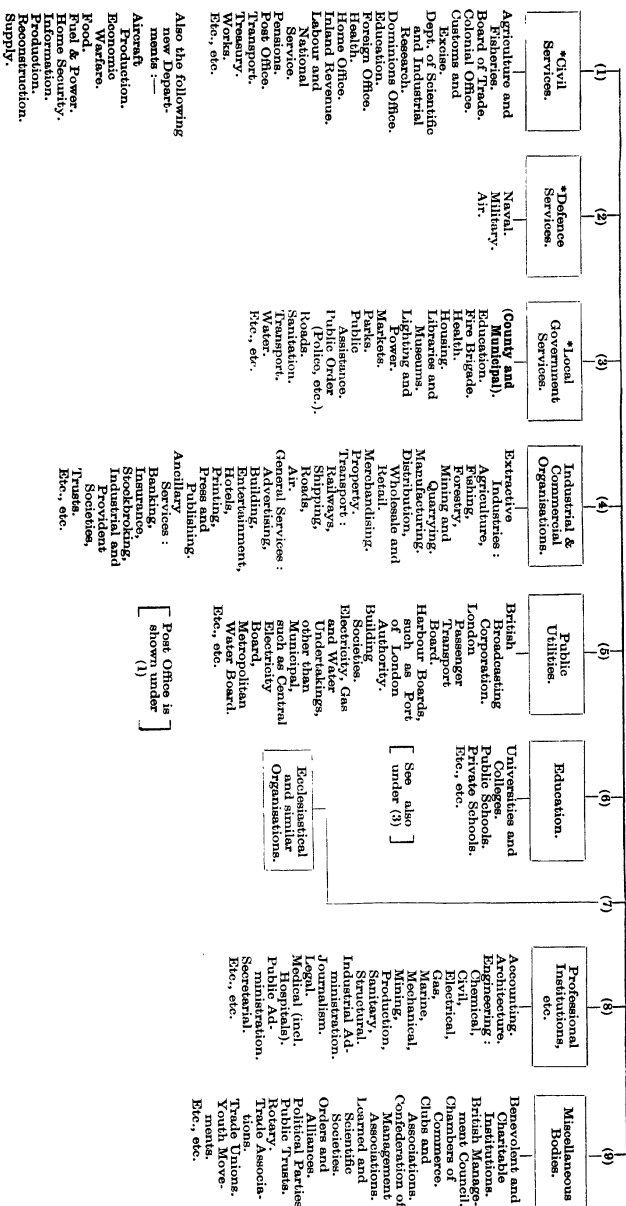 (1)
*Civil
Services.
Agriculture and
Fisheries.
Board of Trade.
Colonial Office.
Customs and
Excise.
Dept. of Scientific
and Industrial
Research.
Dominions Office.
Education.
Foreign Office.
Health.
Home Office.
Inland Revenue.
Labour and
National
Service.
Pensions.
Post Office.
Transport.
Treasury.
Works.
Etc., etc.
Also the following
new Depart-
ments :—
Aircraft
Production.
Economic
Warfare.
Food.
Fuel & Power.
Home Security.
Information.
Production.
Reconstruction.
Supply.
(2)
*Defence
Services.
Naval.
Military.
Air.
(3)
*Local
Government
Services.
(County and
Municipal).
Education.
Fire Brigade.
Health.
Housing.
Libraries and
Museums.
Lighting and
Power.
Markets.
Parks.
Public
Assistance.
Public Order
(Police, etc.).
Roads.
Sanitation.
Transport.
Water.
Etc., etc.
(4)
Industrial &
Commercial
Organisations.
Extractive
Industries :
Agriculture,
Fishing,
Forestry,
Mining and
Quarrying.
Manufacturing.
Distribution,
Wholesale and
Retail.
Merchandising.
Property.
Transport :
Railways,
Shipping,
Roads,
Air.
General Services :
Advertising,
Building,
Entertainment,
Hotels,
Printing,
Press and
Publishing.
Ancillary
Services :
Banking,
Insurance,
Stockbroking,
Industrial and
Provident
Societies,
Trusts.
Etc., etc.
(5)
Public
Utilities.
British
Broadcasting
Corporation.
London
Passenger
Transport
Board.
Harbour Boards,
such as Port
of London
Authority.
Building
Societies.
Electricity, Gas
and Water
Undertakings,
other than
Municipal,
such as Central
Electricity
Board,
Metropolitan
Water Board.
Etc., etc.
[ Post Office is
shown under
(1) ]
(6)
Education.
Universities and
Colleges.
Public Schools.
Private Schools.
Etc., etc.
[ See also
under (3) ]
(7)
Ecclesiastical
and similar
Organisations.
(8)
Professional
Institutions,
etc.
Accounting.
Architecture.
Engineering :
Chemical,
Civil,
Electrical,
Gas,
Marine,
Mechanical,
Mining,
Production,
Sanitary,
Structural.
Industrial Ad-
ministration.
Journalism.
Legal.
Medical (incl.
Hospitals).
Public Ad-
ministration.
Secretarial.
Etc., etc.
(9)
Miscellaneous
Bodies.
Benevolent and
Charitable
Institutions.
British Manage-
ment Council.
Chambers of
Commerce.
Clubs and
Associations.
Confederation of
Management
Associations.
Learned and
Scientific
Societies.
Orders and
Alliances.
Political Parties
Public Trusts.
Rotary.
Trade Associa-
tions.
Trade Unions.
Youth Move-
ments.
Etc., etc.